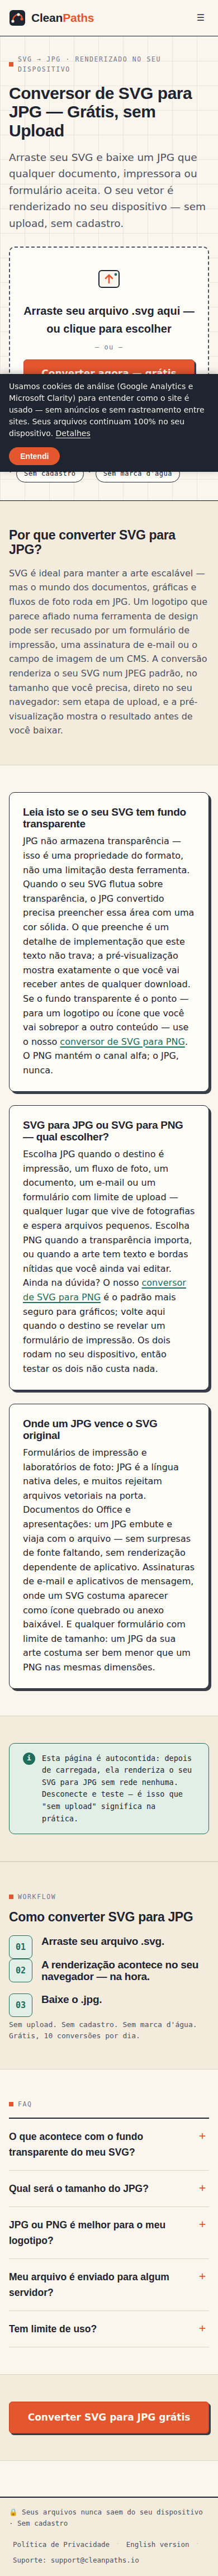 CleanPaths
☰
SVG → JPG · RENDERIZADO NO SEU
DISPOSITIVO
Conversor de SVG para
JPG — Grátis, sem
Upload
Arraste seu SVG e baixe um JPG que
qualquer documento, impressora ou
formulário aceita. O seu vetor é
renderizado no seu dispositivo — sem
upload, sem cadastro.
Arraste seu arquivo .svg aqui —
ou clique para escolher
— ou —
Converter agora — grátis
Usamos cookies de análise (Google Analytics e
Microsoft Clarity) para entender como o site é
usado — sem anúncios e sem rastreamento entre
sites. Seus arquivos continuam 100% no seu
dispositivo. Detalhes
Entendi
Sem cadastro
Sem marca d'água
Por que converter SVG para
JPG?
SVG é ideal para manter a arte escalável —
mas o mundo dos documentos, gráficas e
fluxos de foto roda em JPG. Um logotipo que
parece afiado numa ferramenta de design
pode ser recusado por um formulário de
impressão, uma assinatura de e-mail ou o
campo de imagem de um CMS. A conversão
renderiza o seu SVG num JPEG padrão, no
tamanho que você precisa, direto no seu
navegador: sem etapa de upload, e a pré-
visualização mostra o resultado antes de
você baixar.
Leia isto se o seu SVG tem fundo
transparente
JPG não armazena transparência —
isso é uma propriedade do formato,
não uma limitação desta ferramenta.
Quando o seu SVG flutua sobre
transparência, o JPG convertido
precisa preencher essa área com uma
cor sólida. O que preenche é um
detalhe de implementação que este
texto não trava; a pré-visualização
mostra exatamente o que você vai
receber antes de qualquer download.
Se o fundo transparente é o ponto —
para um logotipo ou ícone que você
vai sobrepor a outro conteúdo — use
o nosso conversor de SVG para PNG.
O PNG mantém o canal alfa; o JPG,
nunca.
SVG para JPG ou SVG para PNG
— qual escolher?
Escolha JPG quando o destino é
impressão, um fluxo de foto, um
documento, um e-mail ou um
formulário com limite de upload —
qualquer lugar que vive de fotografias
e espera arquivos pequenos. Escolha
PNG quando a transparência importa,
ou quando a arte tem texto e bordas
nítidas que você ainda vai editar.
Ainda na dúvida? O nosso conversor
de SVG para PNG é o padrão mais
seguro para gráficos; volte aqui
quando o destino se revelar um
formulário de impressão. Os dois
rodam no seu dispositivo, então
testar os dois não custa nada.
Onde um JPG vence o SVG
original
Formulários de impressão e
laboratórios de foto: JPG é a língua
nativa deles, e muitos rejeitam
arquivos vetoriais na porta.
Documentos do Office e
apresentações: um JPG embute e
viaja com o arquivo — sem surpresas
de fonte faltando, sem renderização
dependente de aplicativo. Assinaturas
de e-mail e aplicativos de mensagem,
onde um SVG costuma aparecer
como ícone quebrado ou anexo
baixável. E qualquer formulário com
limite de tamanho: um JPG da sua
arte costuma ser bem menor que um
PNG nas mesmas dimensões.
i
Esta página é autocontida: depois
de carregada, ela renderiza o seu
SVG para JPG sem rede nenhuma.
Desconecte e teste — é isso que
"sem upload" significa na
prática.
WORKFLOW
Como converter SVG para JPG
01
Arraste seu arquivo .svg.
02
A renderização acontece no seu
navegador — na hora.
03
Baixe o .jpg.
Sem upload. Sem cadastro. Sem marca d'água.
Grátis, 10 conversões por dia.
FAQ
O que acontece com o fundo
transparente do meu SVG?
+
Qual será o tamanho do JPG?
+
JPG ou PNG é melhor para o meu
logotipo?
+
Meu arquivo é enviado para algum
servidor?
+
Tem limite de uso?
+
Converter SVG para JPG grátis
🔒 Seus arquivos nunca saem do seu dispositivo
· Sem cadastro
Política de Privacidade
English version
Suporte: support@cleanpaths.io